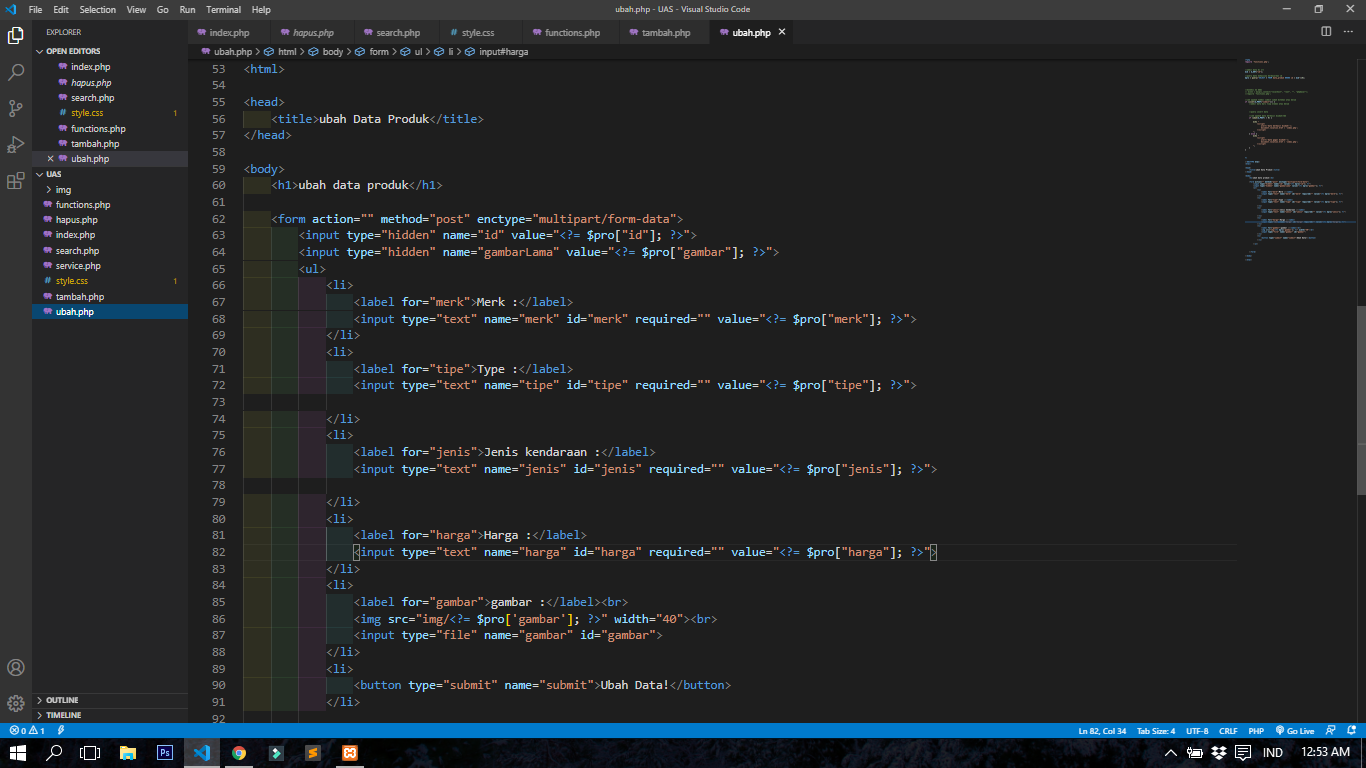 File Edit Selection View Go Run Terminal Help
ubah.php - UAS - Visual Studio Code
EXPLORER
OPEN EDITORS
index.php
hapus.php
search.php
style.css 1
functions.php
tambah.php
ubah.php
UAS
img
functions.php
hapus.php
index.php
search.php
service.php
style.css 1
tambah.php
ubah.php
OUTLINE
TIMELINE
index.php hapus.php search.php style.css functions.php tambah.php ubah.php
ubah.php > html > body > form > ul > li > input#harga
53 <html>
54
55 <head>
56 <title>ubah Data Produk</title>
57 </head>
58
59 <body>
60 <h1>ubah data produk</h1>
61
62 <form action="" method="post" enctype="multipart/form-data">
63 <input type="hidden" name="id" value="<?= $pro["id"]; ?>">
64 <input type="hidden" name="gambarLama" value="<?= $pro["gambar"]; ?>">
65 <ul>
66 <li>
67 <label for="merk">Merk :</label>
68 <input type="text" name="merk" id="merk" required="" value="<?= $pro["merk"]; ?>">
69 </li>
70 <li>
71 <label for="tipe">Type :</label>
72 <input type="text" name="tipe" id="tipe" required="" value="<?= $pro["tipe"]; ?>">
73
74 </li>
75 <li>
76 <label for="jenis">Jenis kendaraan :</label>
77 <input type="text" name="jenis" id="jenis" required="" value="<?= $pro["jenis"]; ?>">
78
79 </li>
80 <li>
81 <label for="harga">Harga :</label>
82 <input type="text" name="harga" id="harga" required="" value="<?= $pro["harga"]; ?>">
83 </li>
84 <li>
85 <label for="gambar">gambar :</label><br>
86 <img src="img/<?= $pro['gambar']; ?>" width="40"><br>
87 <input type="file" name="gambar" id="gambar">
88 </li>
89 <li>
90 <button type="submit" name="submit">Ubah Data!</button>
91 </li>
92
0 1 Ln 82, Col 34 Tab Size: 4 UTF-8 CRLF PHP Go Live
Ps IND 12:53 AM